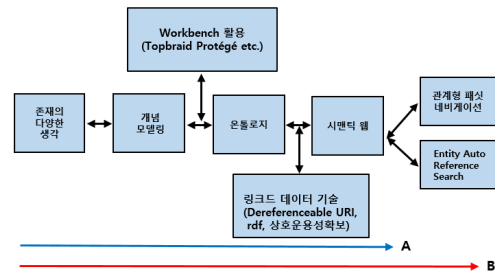 Workbench 활용
(Topbraid Protégé etc.)
존재의
다양한
생각
개념
모델링
온톨로지
시맨틱 웹
관계형 패싯
네비게이션
Entity Auto
Reference
Search
링크드 데이터 기술
(Dereferenceable URI,
rdf, 상호운용성확보)
A
B